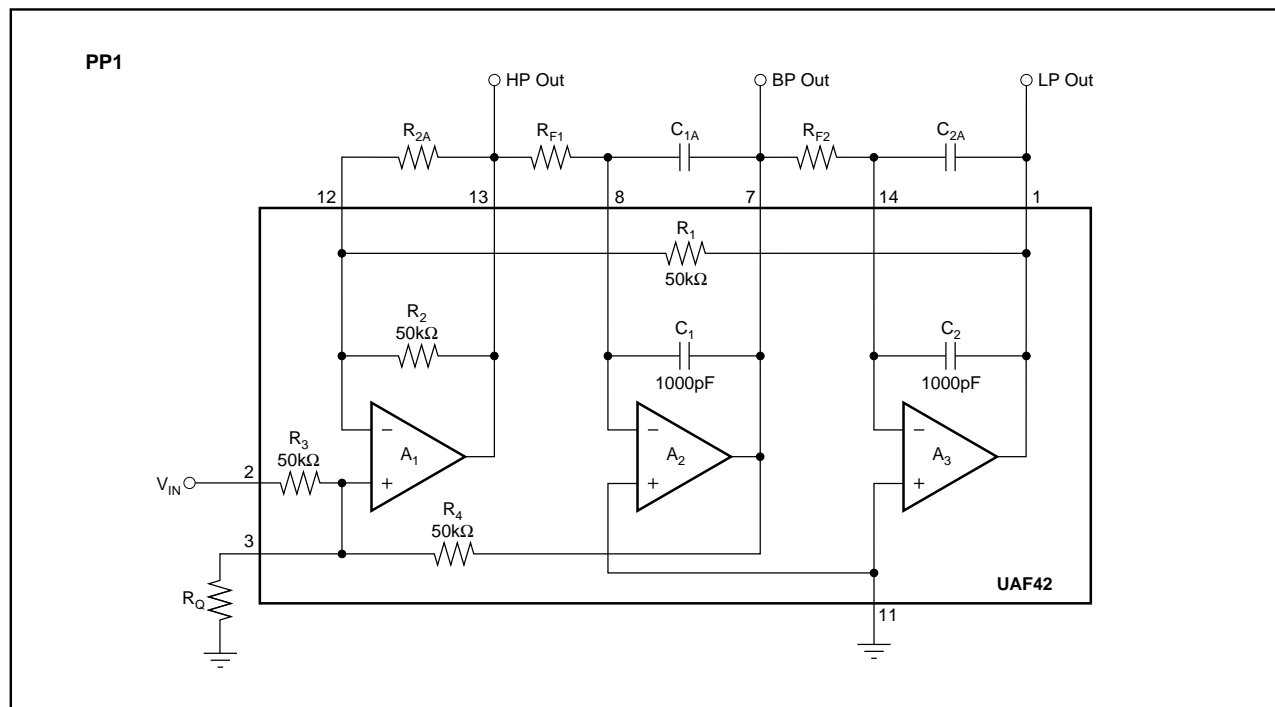 PP1
HP Out
BP Out
LP Out
R2A
RF1
C1A
RF2
C2A
12
13
8
7
14
1
R1
50kΩ
R2
50kΩ
C1
1000pF
C2
1000pF
R3
50kΩ
VIN
2
−
A1
+
−
A2
+
−
A3
+
R4
50kΩ
3
RQ
UAF42
11